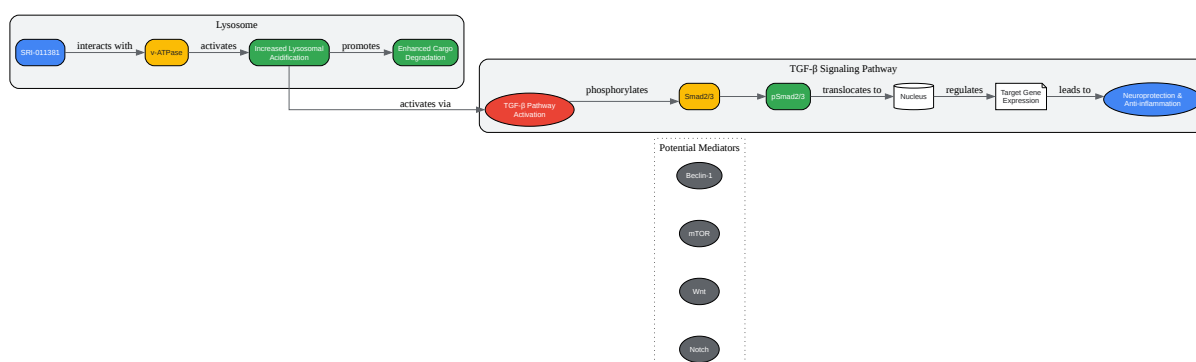 Lysosome
SRI-011381
interacts with
v-ATPase
activates
Increased Lysosomal
Acidification
promotes
Enhanced Cargo
Degradation
activates via
TGF-β Signaling Pathway
TGF-β Pathway
Activation
phosphorylates
Smad2/3
pSmad2/3
translocates to
Nucleus
regulates
Target Gene
Expression
leads to
Neuroprotection &
Anti-inflammation
Potential Mediators
Beclin-1
mTOR
Wnt
Notch